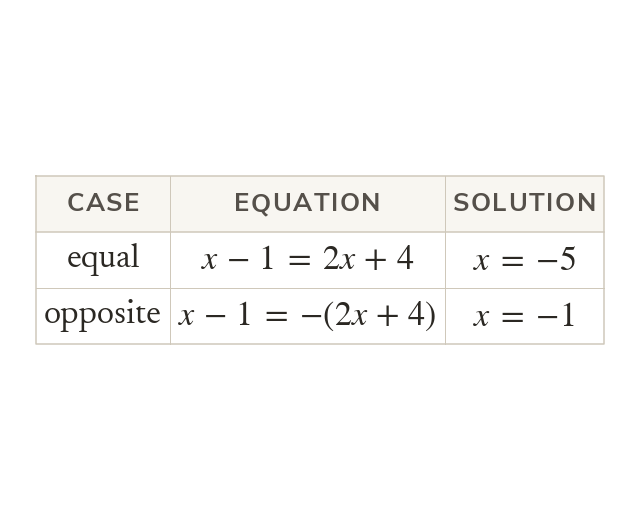 CASE EQUATION SOLUTION
equal x − 1 = 2x + 4 x = −5
opposite x − 1 = −(2x + 4) x = −1